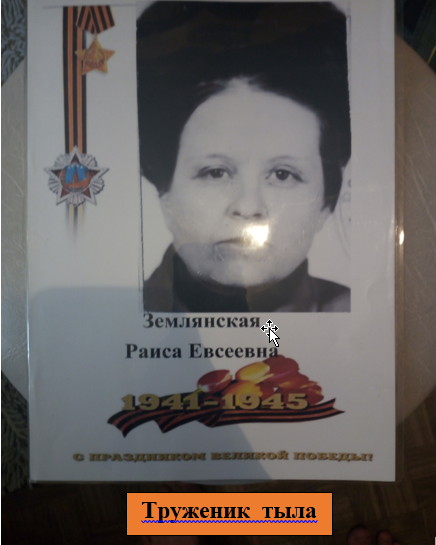 Землянская
Раиса Евсеевна
1941-1945
С ПРАЗДНИКОМ ВЕЛИКОЙ ПОБЕДЫ!
Труженик тыла